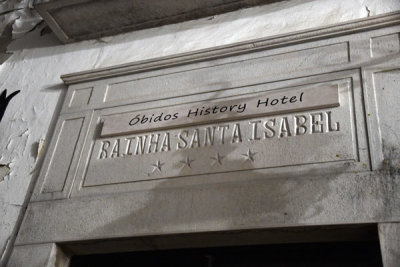 Óbidos History Hotel
RAINHA SANTA ISABEL